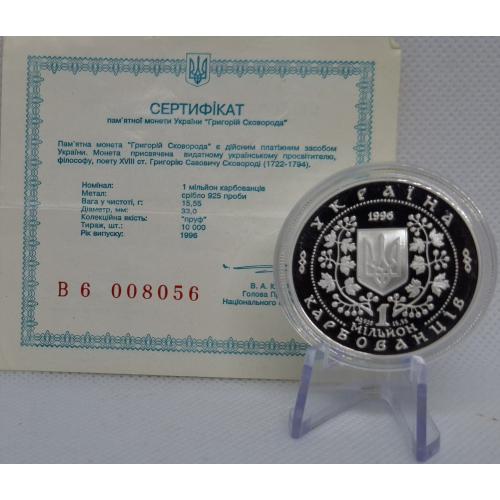 СЕРТИФІКАТ
пам'ятної монети України "Григорій Сковорода"
Пам'ятна монета "Григорій Сковорода" є дійсним платіжним засобом
України. Монета присвячена видатному українському просвітителю,
філософу, поету XVIII ст. Григорію Савовичу Сковороді (1722-1794).
Номінал: 1 мільйон карбованців
Метал: срібло 925 проби
Вага у чистоті, г: 15,55
Діаметр, мм: 33,0
Колекційна якість: "пруф"
Тираж, шт.: 10 000
Рік випуску: 1996
В. А.
Голова
Національного
В 6 008056
УКРАЇНА
1996
1
МІЛЬЙОН
КАРБОВАНЦІВ